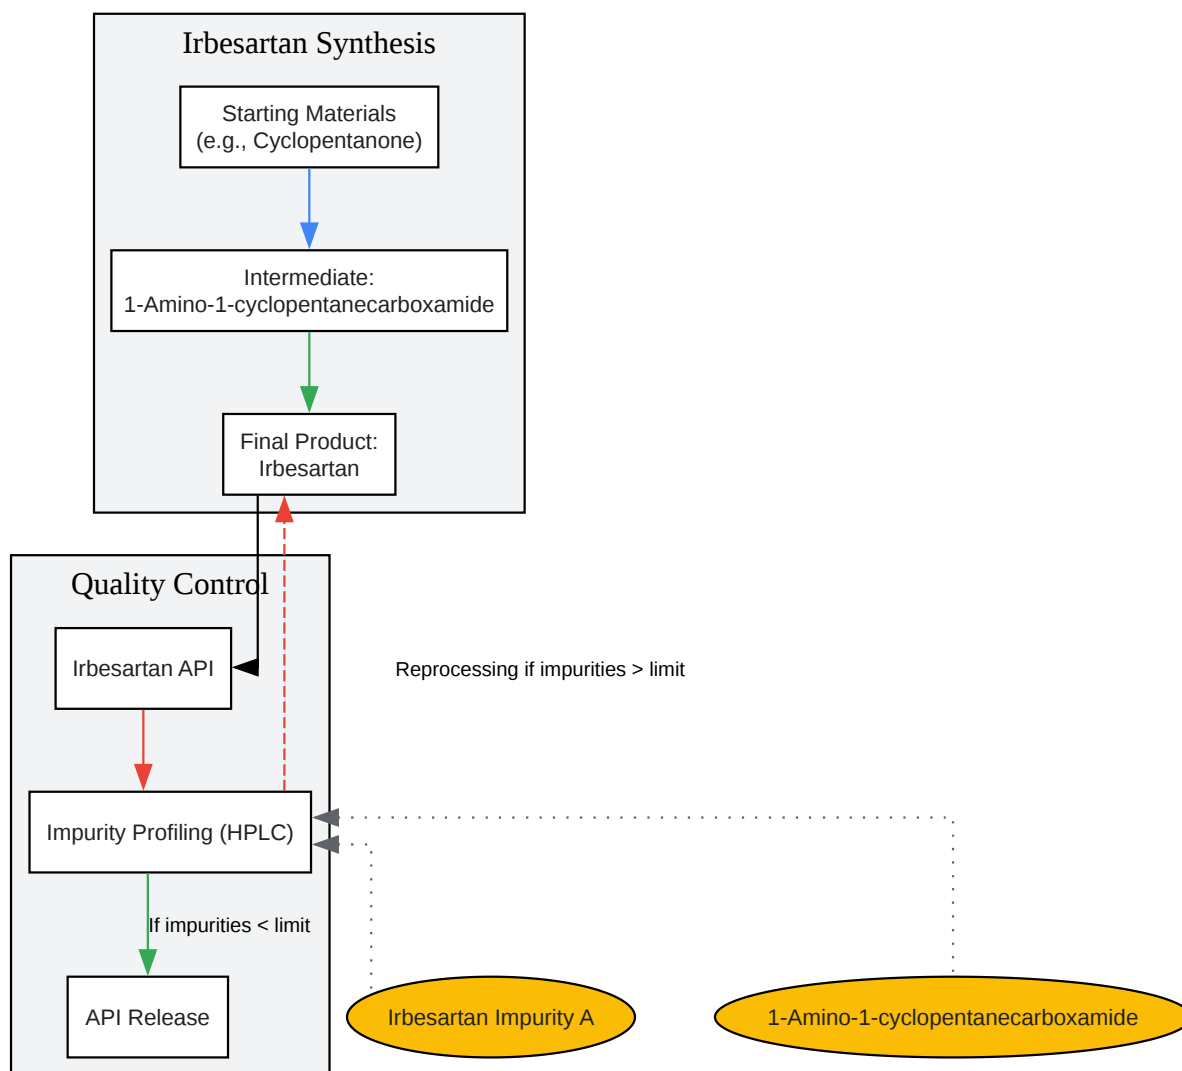 Irbesartan Synthesis
Starting Materials
(e.g., Cyclopentanone)
Intermediate:
1-Amino-1-cyclopentanecarboxamide
Final Product:
Irbesartan
Quality Control
Irbesartan API
Reprocessing if impurities > limit
Impurity Profiling (HPLC)
If impurities < limit
API Release
Irbesartan Impurity A
1-Amino-1-cyclopentanecarboxamide